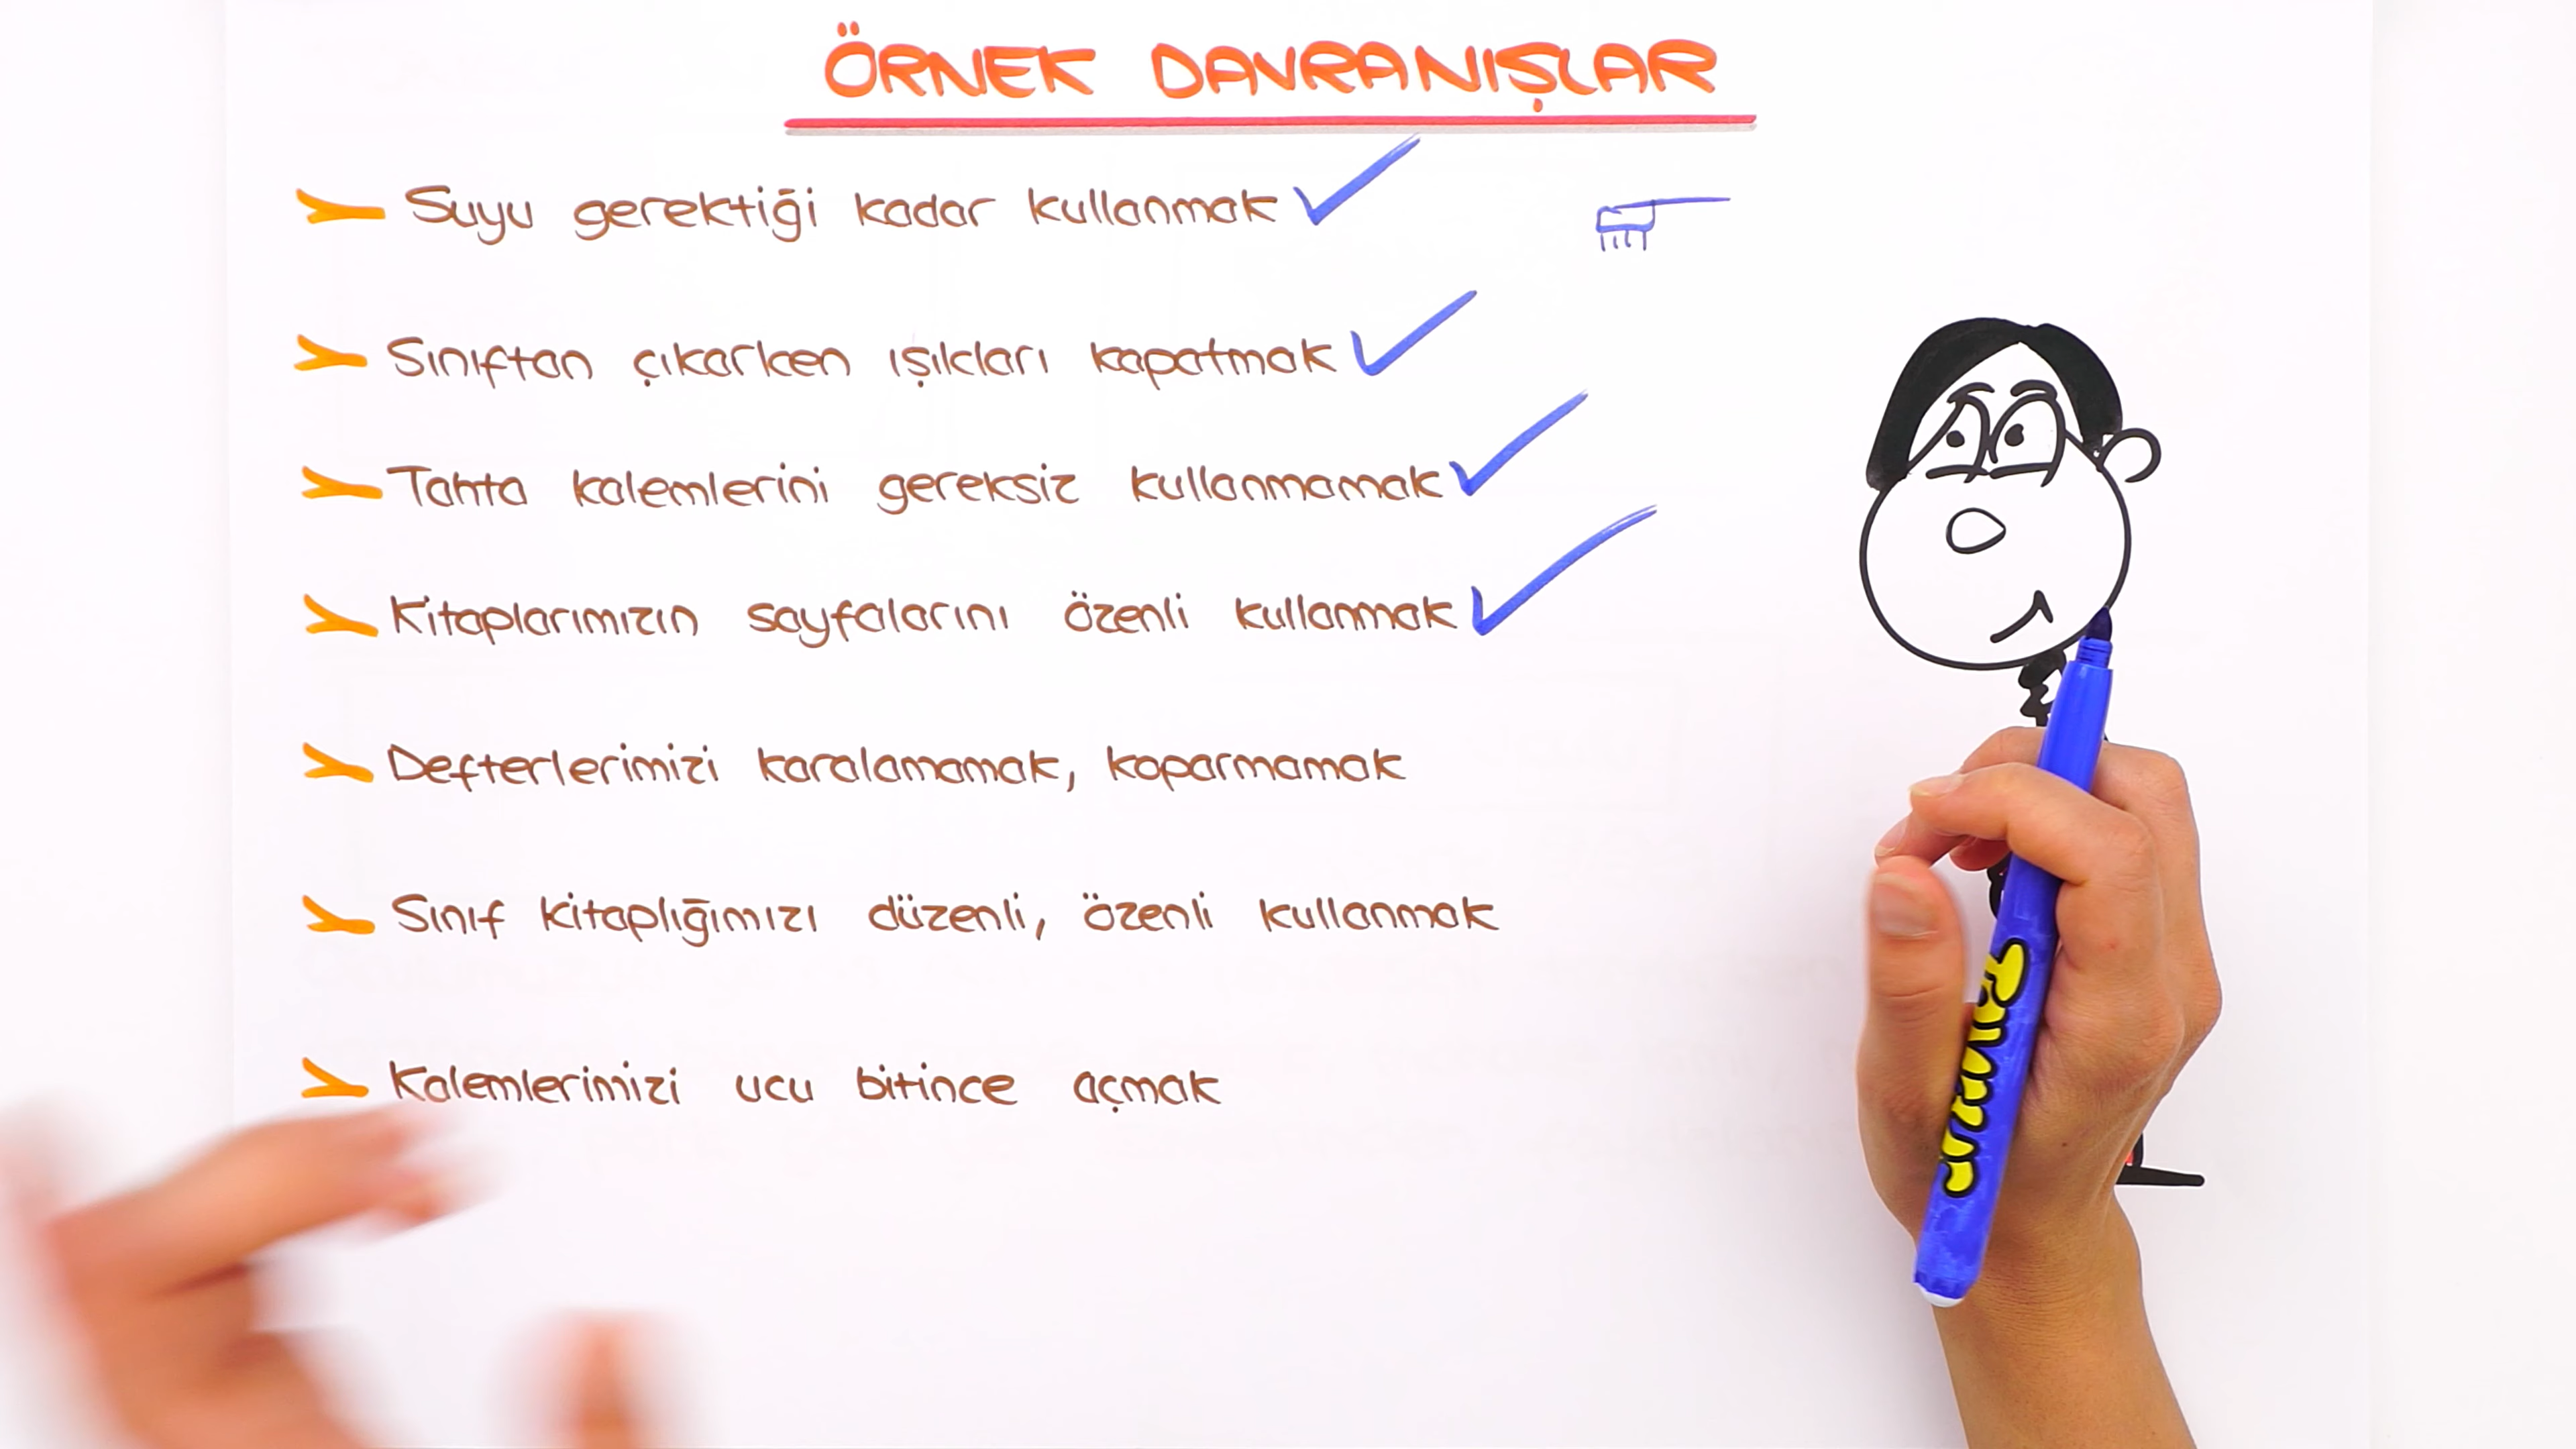 ÖRNEK DAVRANIŞLAR
Suyu gerektiği kadar kullanmak
Sınıftan çıkarken ışıkları kapatmak
Tahta kalemlerini gereksiz kullanmamak
Kitaplarımızın sayfalarını özenli kullanmak
Defterlerimizi karalamamak, koparmamak
Sınıf kitaplığımızı düzenli, özenli kullanmak
Kalemlerimizi ucu bitince açmak